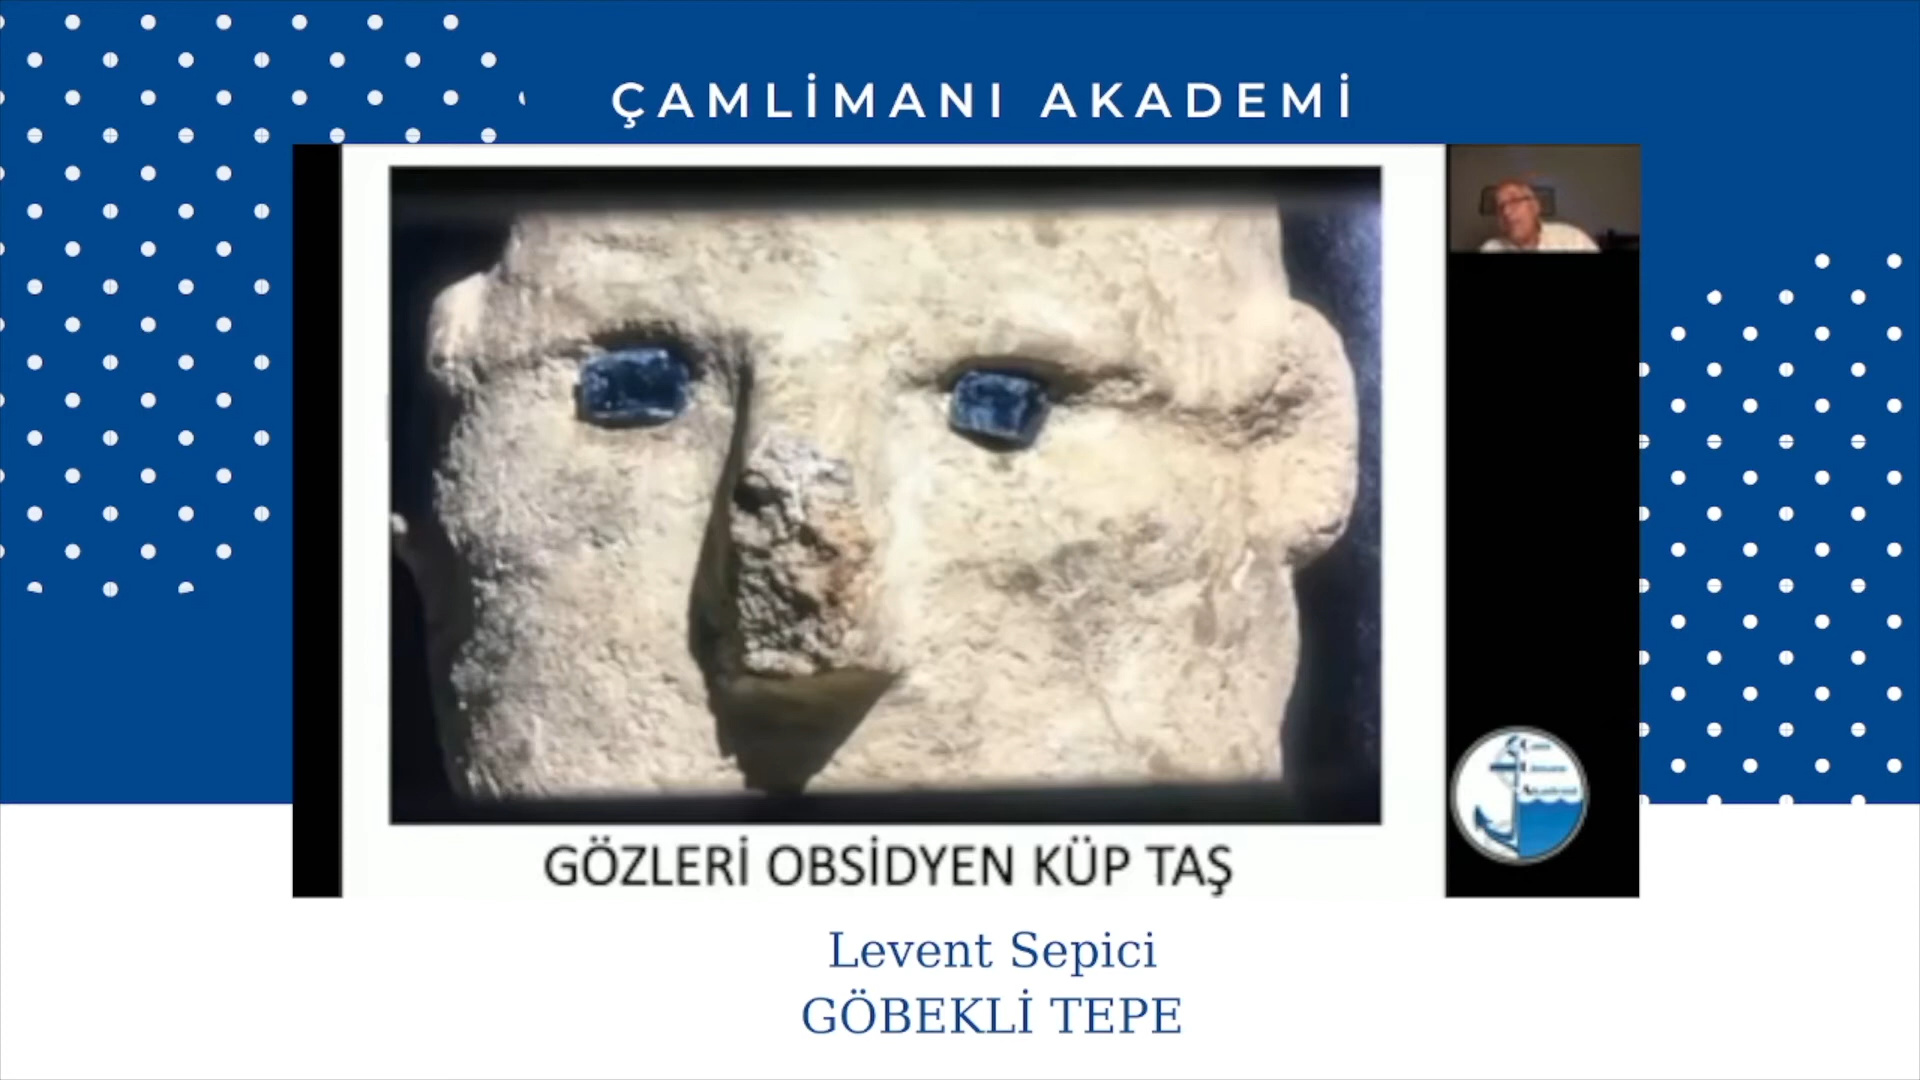 ÇAMLİMANI AKADEMİ
GÖZLERİ OBSİDYEN KÜP TAŞ
Levent Sepici
GÖBEKLİ TEPE